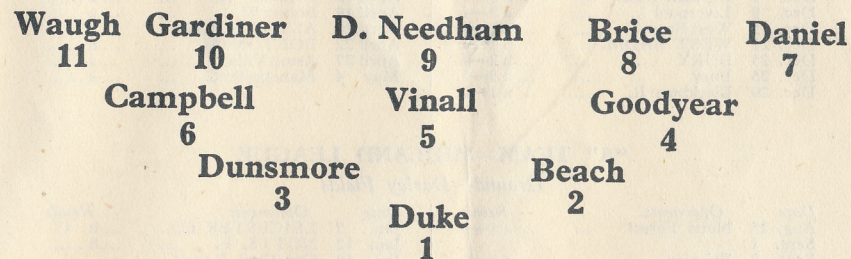 Waugh Gardiner D. Needham Brice Daniel
11 10 9 8 7
Campbell Vinall Goodyear
6 5 4
Dunsmore Beach
3 2
Duke
1